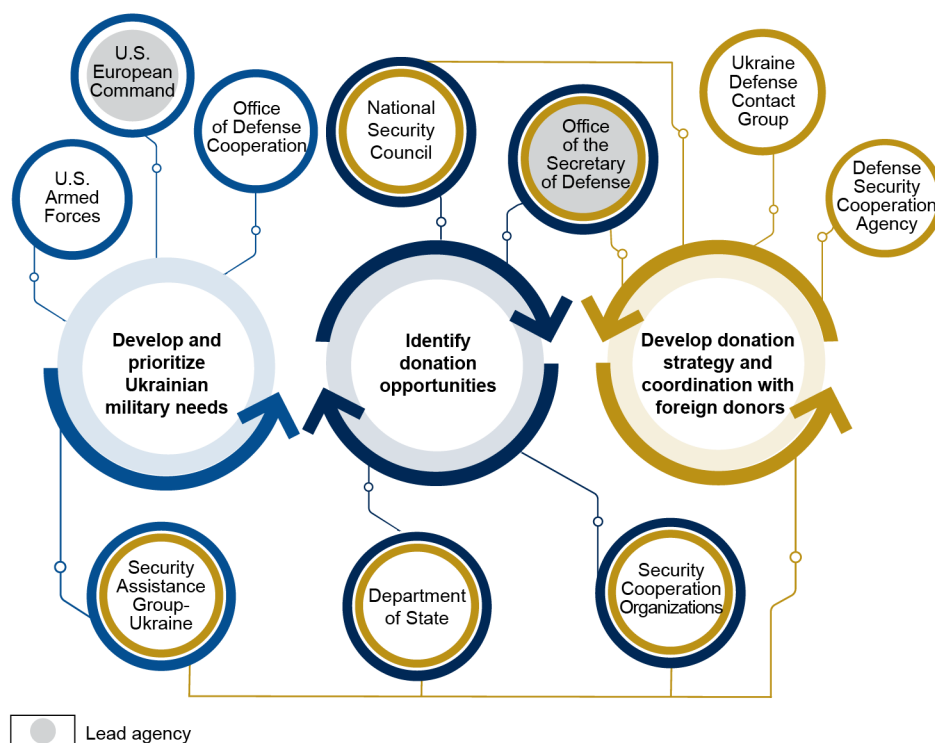 U.S.
European
Command
Office
of Defense
Cooperation
U.S.
Armed
Forces
National
Security
Council
Office
of the
Secretary
of Defense
Ukraine
Defense
Contact
Group
Defense
Security
Cooperation
Agency
Develop and
prioritize
Ukrainian
military needs
Identify
donation
opportunities
Develop donation
strategy and
coordination with
foreign donors
Security
Assistance
Group-
Ukraine
Department
of State
Security
Cooperation
Organizations
Lead agency